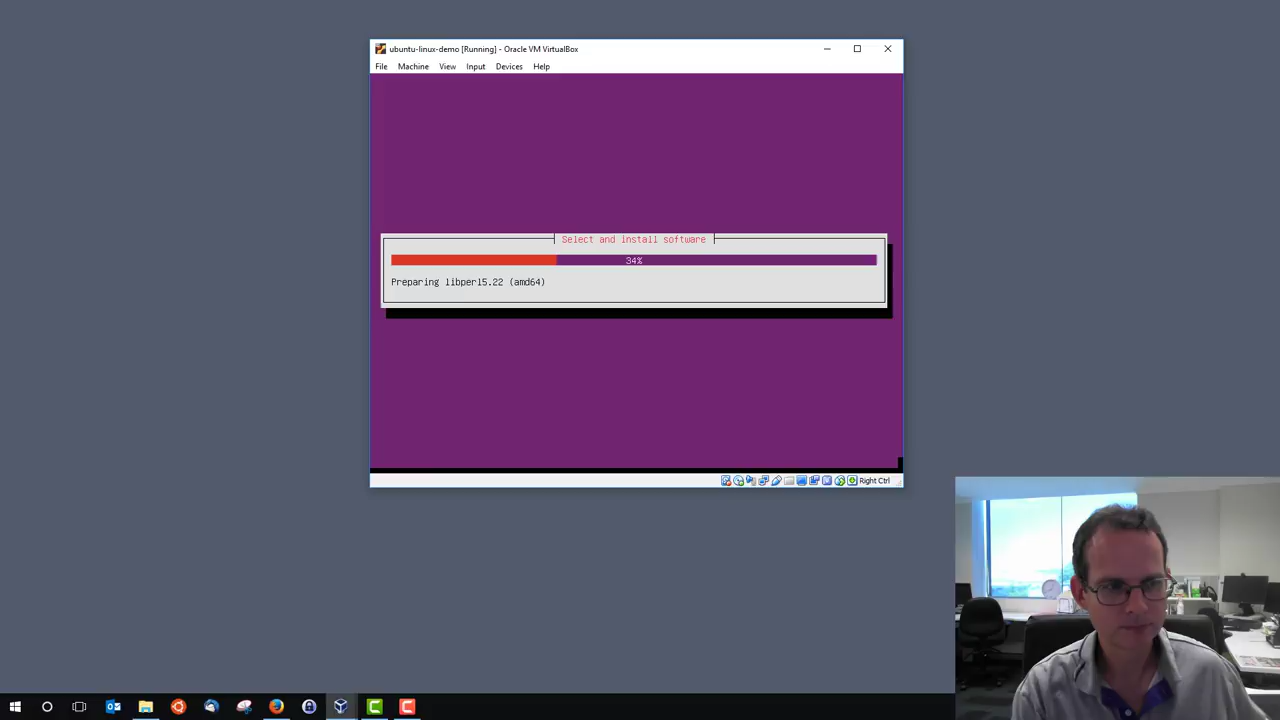 ubuntu-linux-demo [Running] - Oracle VM VirtualBox
File Machine View Input Devices Help
Select and install software
34%
Preparing libperl5.22 (amd64)
Right Ctrl